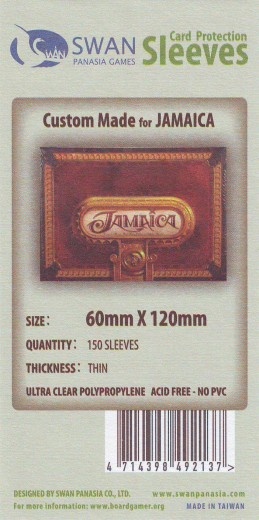 SWAN
PANASIA GAMES
Card Protection
Sleeves
Custom Made for JAMAICA
JAMAICA
SIZE: 60mm X 120mm
QUANTITY: 150 SLEEVES
THICKNESS: THIN
ULTRA CLEAR POLYPROPYLENE ACID FREE - NO PVC
4 714398 492137 >
DESIGNED BY SWAN PANASIA CO., LTD. www.swanpanasia.com
For more information; www.boardgamer.org MADE IN TAIWAN